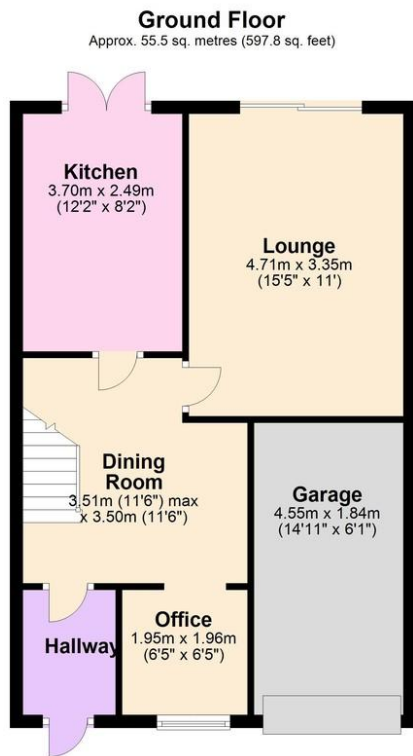 Ground Floor
Approx. 55.5 sq. metres (597.8 sq. feet)
Kitchen
3.70m x 2.49m
(12'2" x 8'2")
Lounge
4.71m x 3.35m
(15'5" x 11')
Dining
Room
3.51m (11'6") max
x 3.50m (11'6")
Garage
4.55m x 1.84m
(14'11" x 6'1")
Hallway
Office
1.95m x 1.96m
(6'5" x 6'5")